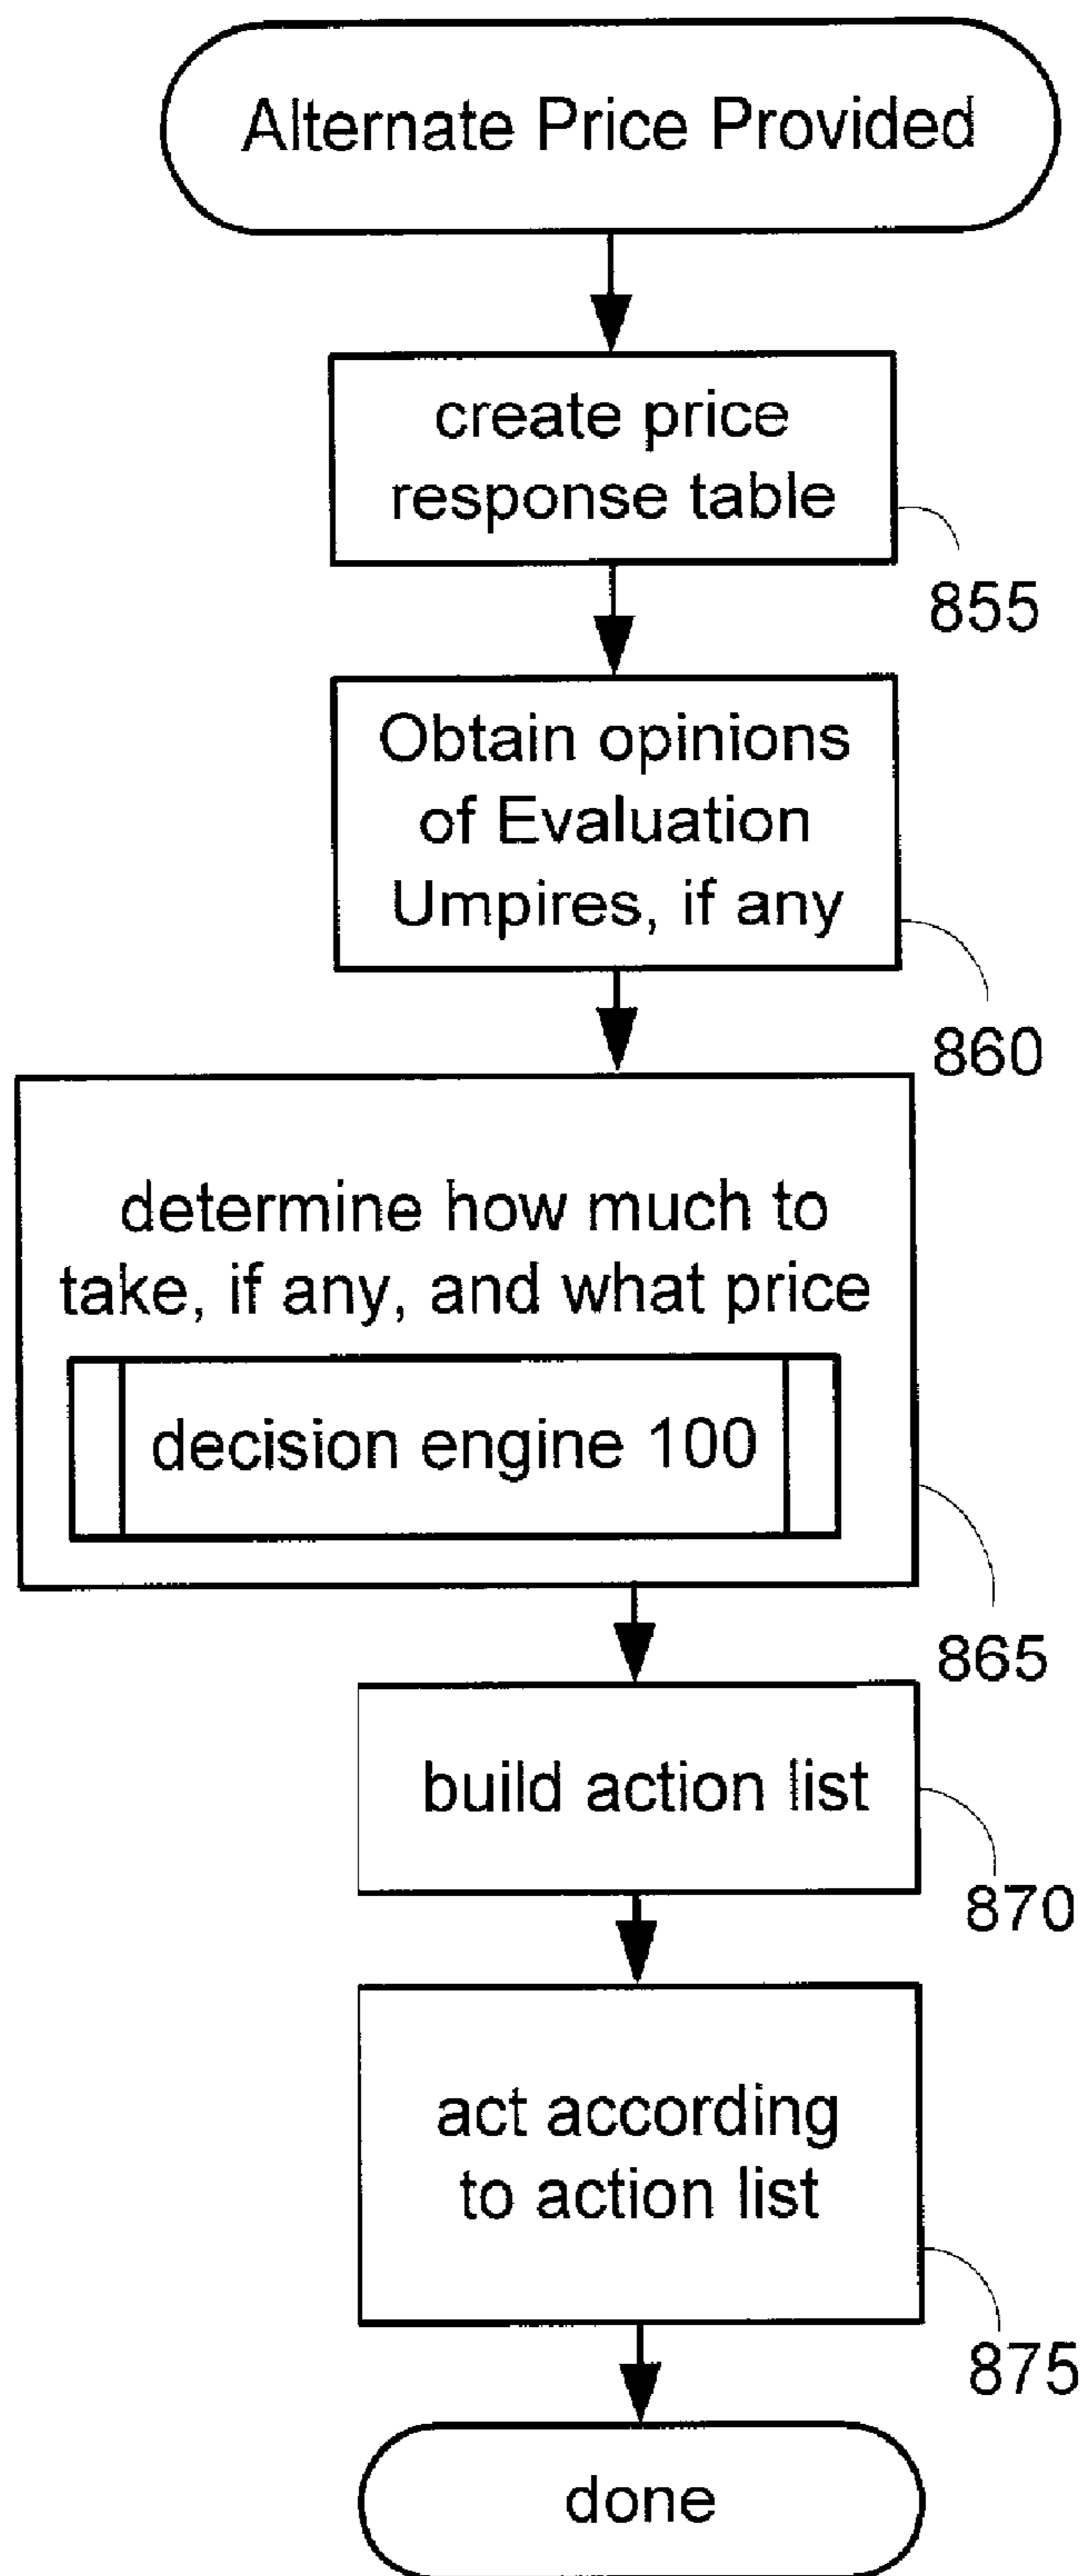 Alternate Price Provided
create price
response table
855
Obtain opinions
of Evaluation
Umpires, if any
860
determine how much to
take, if any, and what price
decision engine 100
865
build action list
870
act according
to action list
875
done